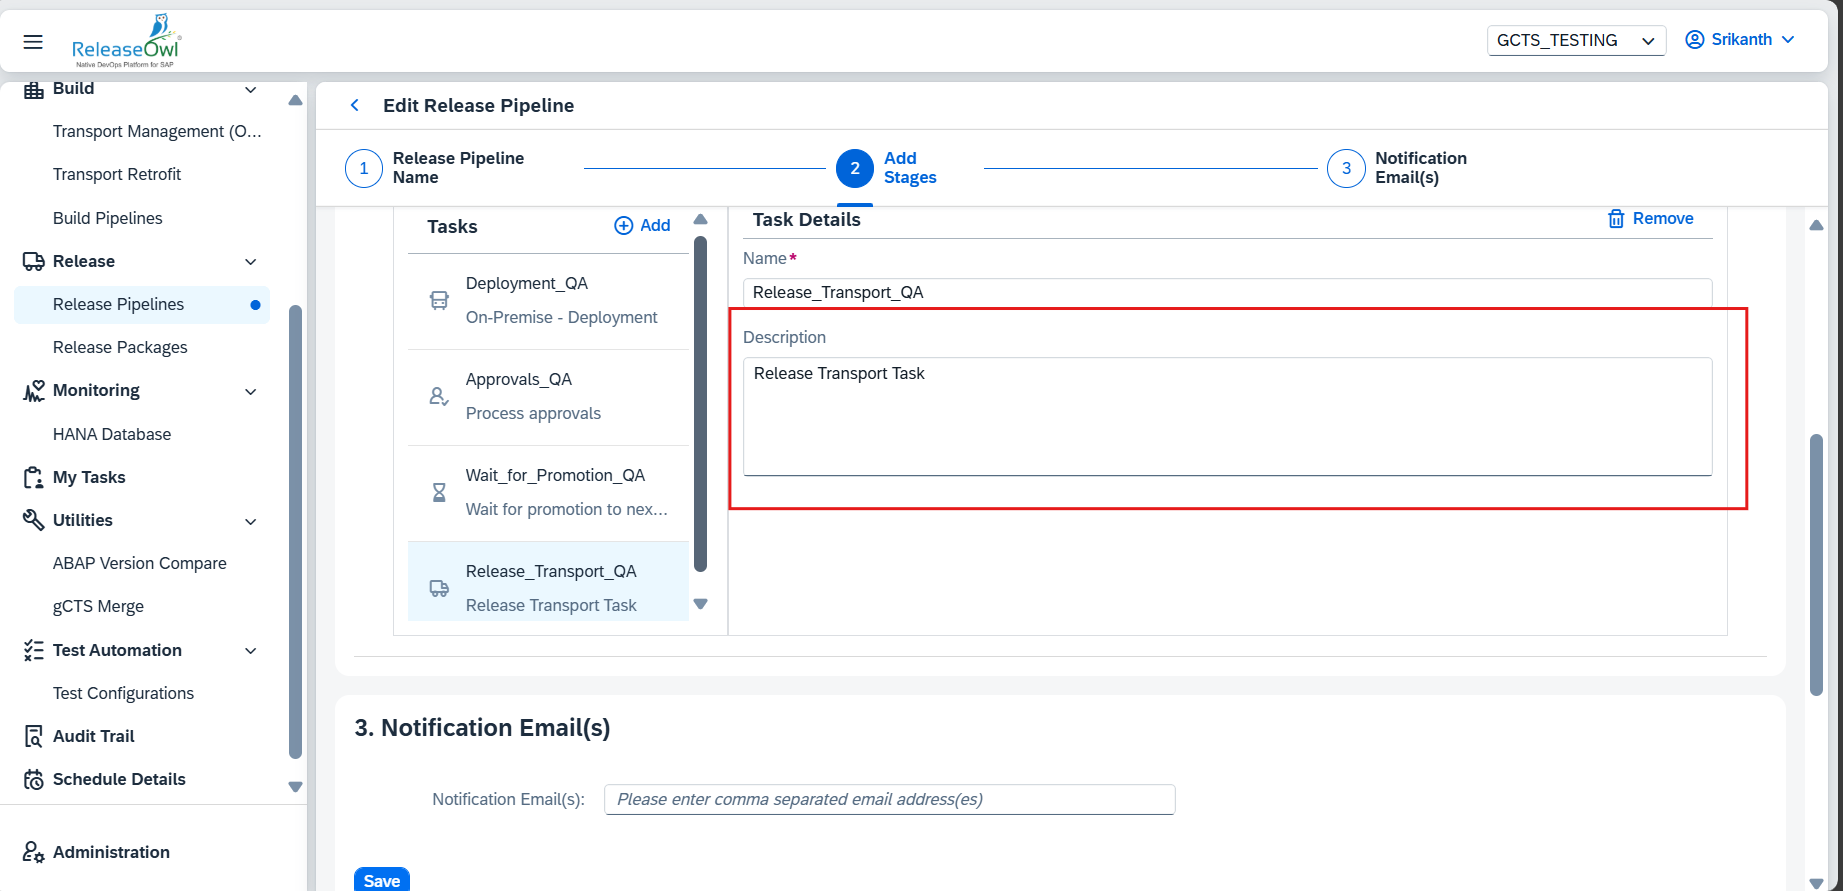 ReleaseOwl
Native DevOps Platform for SAP
GCTS_TESTING
Srikanth
Build
Transport Management (O...
Transport Retrofit
Build Pipelines
Release
Release Pipelines
Release Packages
Monitoring
HANA Database
My Tasks
Utilities
ABAP Version Compare
gCTS Merge
Test Automation
Test Configurations
Audit Trail
Schedule Details
Administration
Edit Release Pipeline
1
Release Pipeline
Name
2
Add
Stages
3
Notification
Email(s)
Tasks
Add
Deployment_QA
On-Premise - Deployment
Approvals_QA
Process approvals
Wait_for_Promotion_QA
Wait for promotion to nex...
Release_Transport_QA
Release Transport Task
Task Details
Remove
Name*
Release_Transport_QA
Description
Release Transport Task
3. Notification Email(s)
Notification Email(s):
Please enter comma separated email address(es)
Save